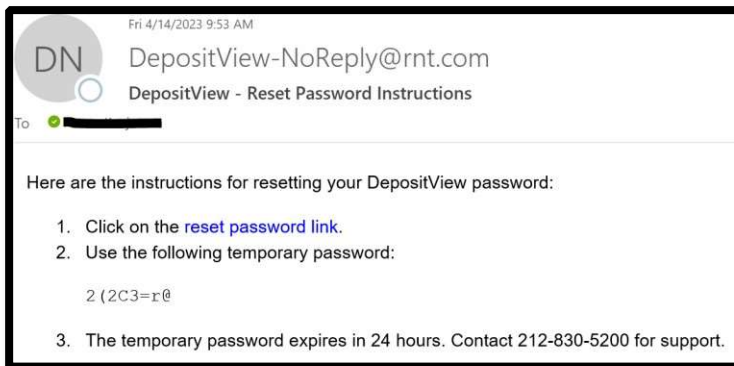 Fri 4/14/2023 9:53 AM
DN
DepositView-NoReply@rnt.com
DepositView - Reset Password Instructions
To
Here are the instructions for resetting your DepositView password:
1. Click on the reset password link.
2. Use the following temporary password:
2(2C3=r@
3. The temporary password expires in 24 hours. Contact 212-830-5200 for support.